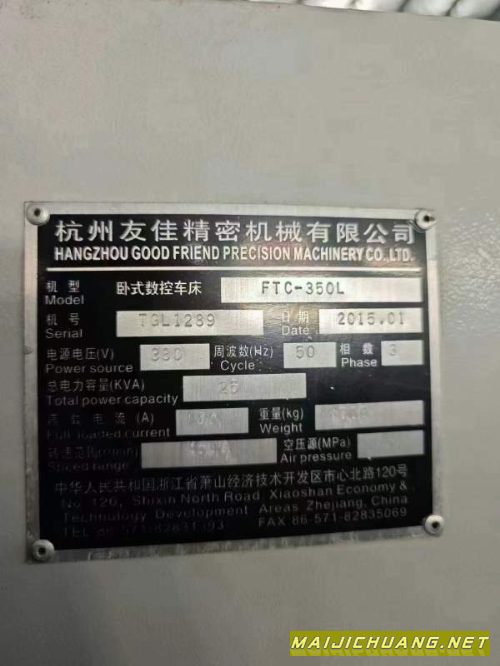 杭州友佳精密机械有限公司
HANGZHOU GOOD FRIEND PRECISION MACHINERY CO.,LTD.
机 型 卧式数控车床 FTC-350L
Model
机 号 TGL1289 日 期 2015.01
Serial Date
电源电压(V) 380 周波数(Hz) 50 相 数 3
Power source Cycle Phase
总电力容量(KVA) 25
Total power capacity
电流(A) 重量(kg)
Full loaded current Weight
空压源(MPa)
Speed range Air pressure
中华人民共和国浙江省萧山经济技术开发区市心北路120号
No. 120, Shixin North Road Xiaoshan Economy &
Technology Development Areas Zhejiang, China
FAX 86-571-82835069
MAIJICHUANG.NET